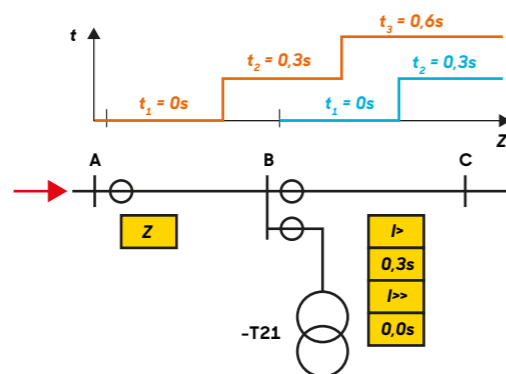 t
t₃ = 0,6s
t₂ = 0,3s
t₂ = 0,3s
t₁ = 0s
t₁ = 0s
Z
A
B
C
Z
I>
0,3s
I>>
0,0s
-T21